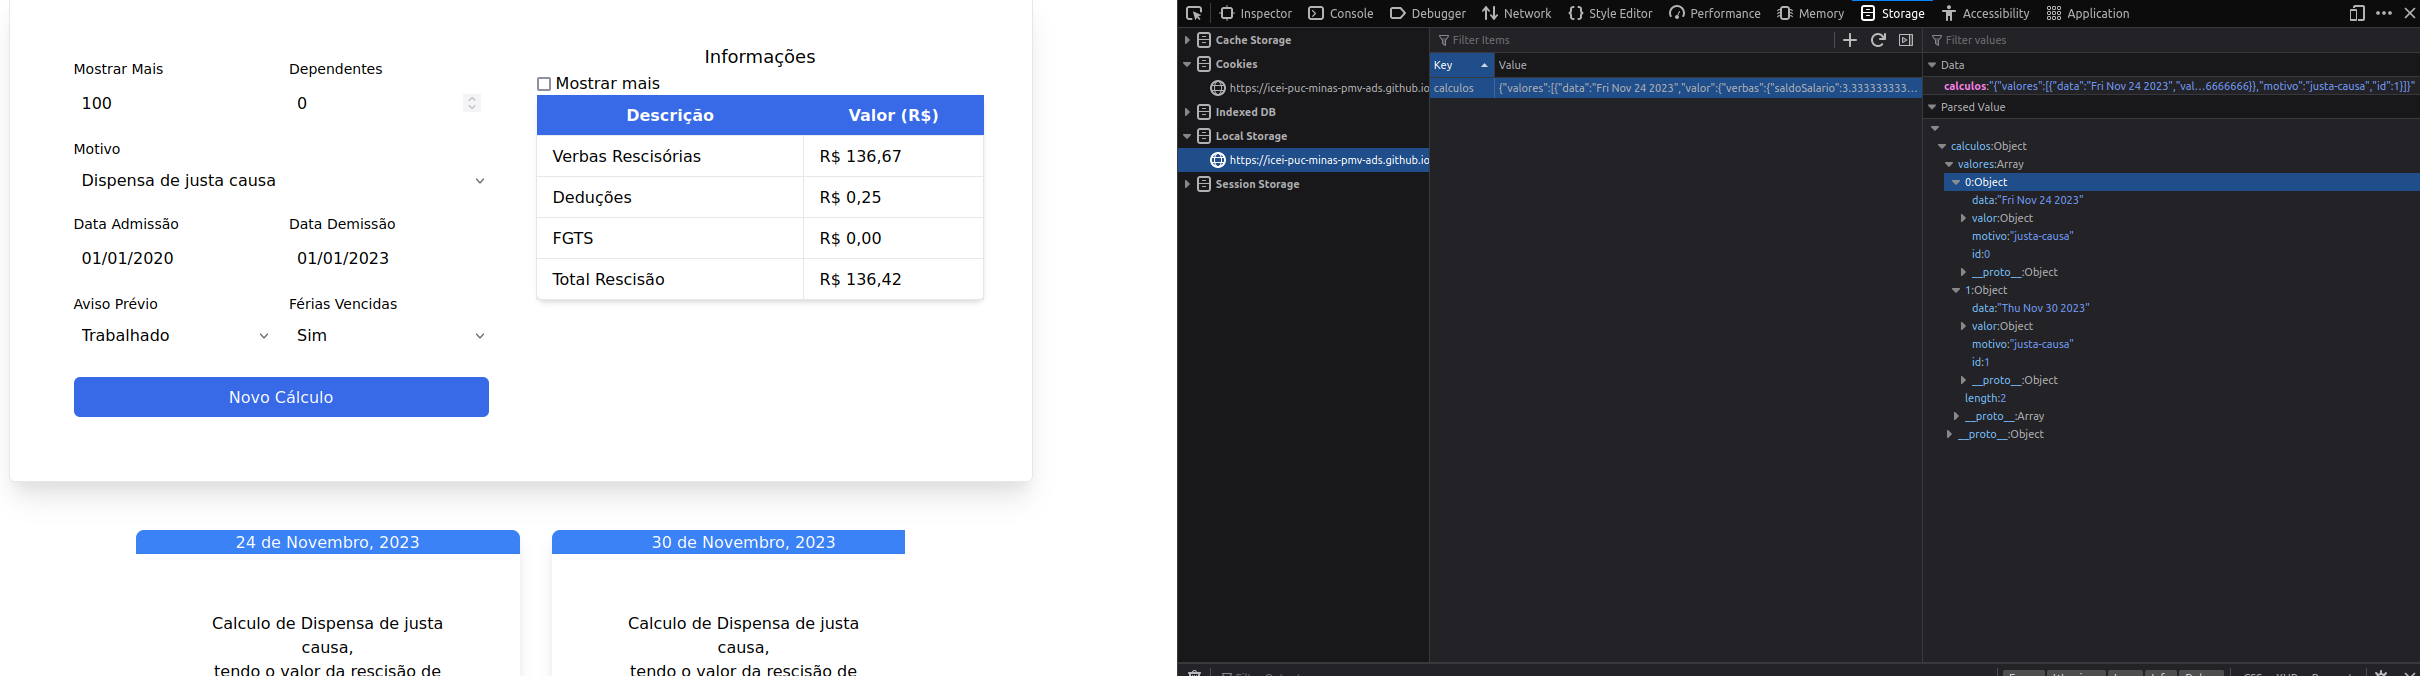 Informações
Mostrar Mais
Dependentes
100
0
Motivo
Dispensa de justa causa
Data Admissão
Data Demissão
01/01/2020
01/01/2023
Aviso Prévio
Férias Vencidas
Trabalhado
Sim
Novo Cálculo
Mostrar mais
Descrição Valor (R$)
Verbas Rescisórias R$ 136,67
Deduções R$ 0,25
FGTS R$ 0,00
Total Rescisão R$ 136,42
24 de Novembro, 2023
Calculo de Dispensa de justa
causa,
tendo o valor da rescisão de
30 de Novembro, 2023
Calculo de Dispensa de justa
causa,
tendo o valor da rescisão de
Inspector Console Debugger Network Style Editor Performance Memory Storage Accessibility Application
Cache Storage
Cookies
https://icei-puc-minas-pmv-ads.github.io
Indexed DB
Local Storage
https://icei-puc-minas-pmv-ads.github.io
Session Storage
Filter Items
Key Value
calculos {"valores":[{"data":"Fri Nov 24 2023","valor":{"verbas":{"saldoSalario":3.333333333...
Filter values
Data
calculos:"{"valores":[{"data":"Fri Nov 24 2023","val...6666666}},"motivo":"justa-causa","id":1}]}"
Parsed Value
calculos:Object
valores:Array
0:Object
data:"Fri Nov 24 2023"
valor:Object
motivo:"justa-causa"
id:0
__proto__:Object
1:Object
data:"Thu Nov 30 2023"
valor:Object
motivo:"justa-causa"
id:1
__proto__:Object
length:2
__proto__:Array
__proto__:Object